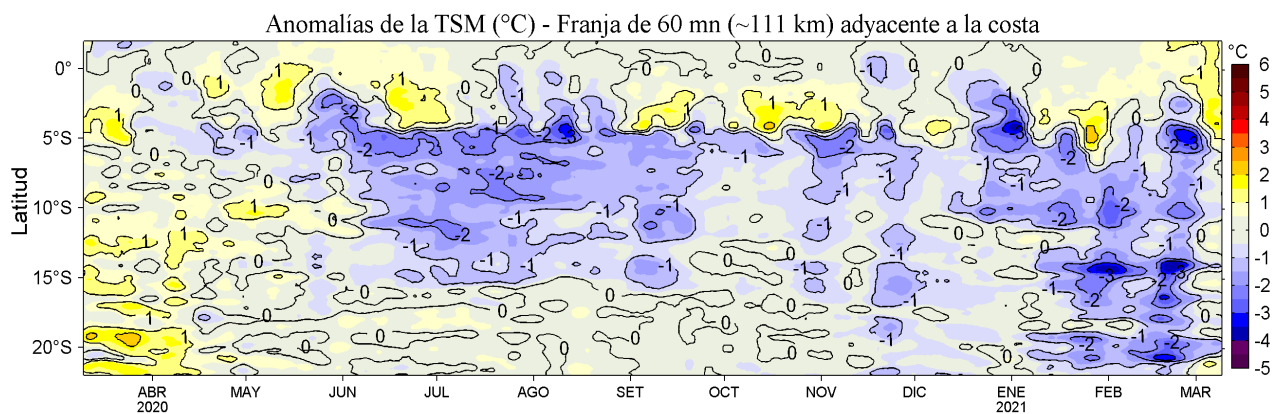 Anomalías de la TSM (°C) - Franja de 60 mn (~111 km) adyacente a la costa
Latitud
0°
5°S
10°S
15°S
20°S
ABR MAY JUN JUL AGO SET OCT NOV DIC ENE FEB MAR
2020 2021
°C
6
5
4
3
2
1
0
-1
-2
-3
-4
-5